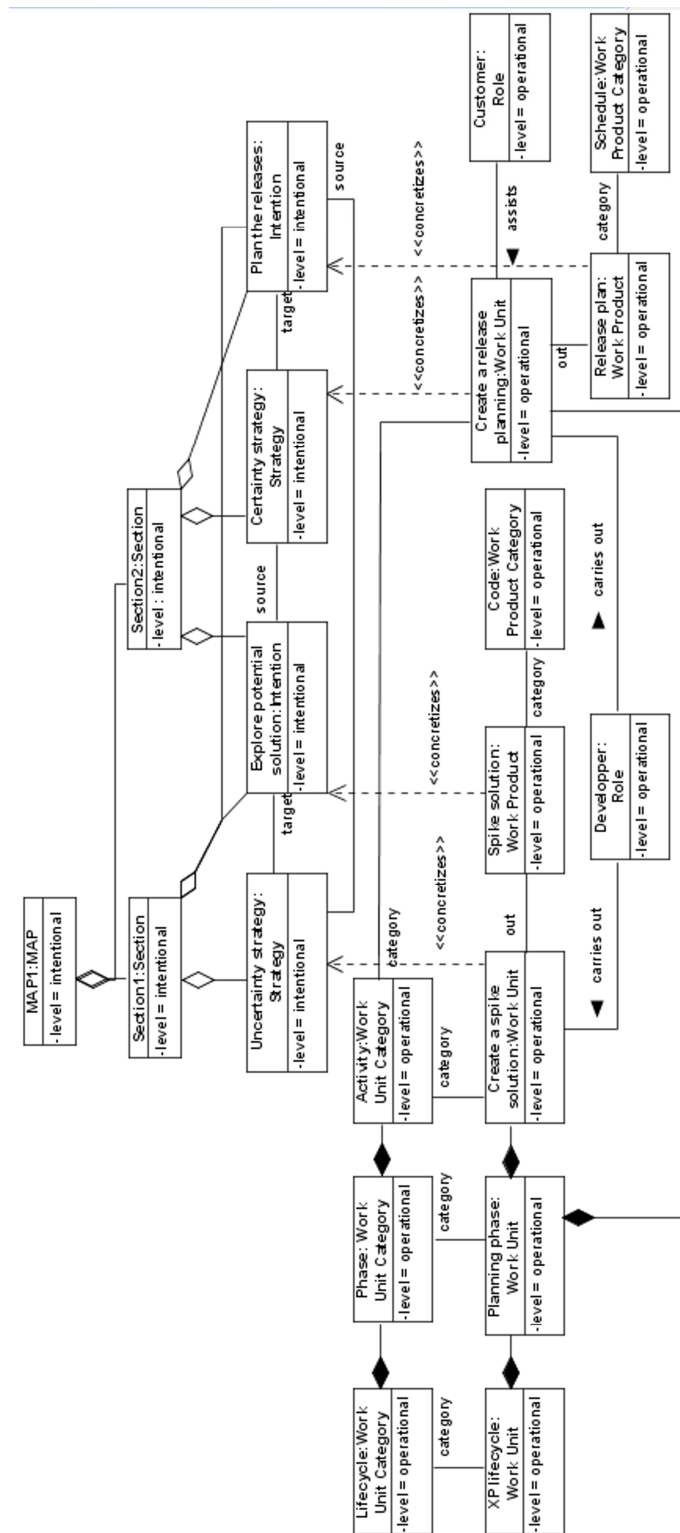 MAP1:MAP
-level= intentional
Section1:Section
-level = intentional
Section2:Section
-level : intentional
Uncertainty strategy:
Strategy
-level= intentional
target
Explore potential
solution: Intention
-level= intentional
source
Certainty strategy:
Strategy
-level = intentional
target
Plan the releases:
Intention
-level= intentional
source
<<concretizes>>
<<concretizes>>
<<concretizes>>
<<concretizes>>
Lifecycle:Work
Unit Category
-level= operational
Phase: Work
Unit Category
-level= operational
Activity:Work
Unit Category
-level= operational
category
category
category
category
XP lifecycle:
Work Unit
-level= operational
Planning phase:
Work Unit
-level= operational
Create a spike
solution:Work Unit
-level= operational
out
Spike solution:
Work Product
-level= operational
category
Code:Work
Product Category
-level= operational
Create a release
planning:Work Unit
-level= operational
assists
Customer:
Role
-level= operational
out
carries out
Developper:
Role
-level= operational
carries out
Release plan:
Work Product
-level= operational
category
Schedule:Work
Product Category
-level= operational